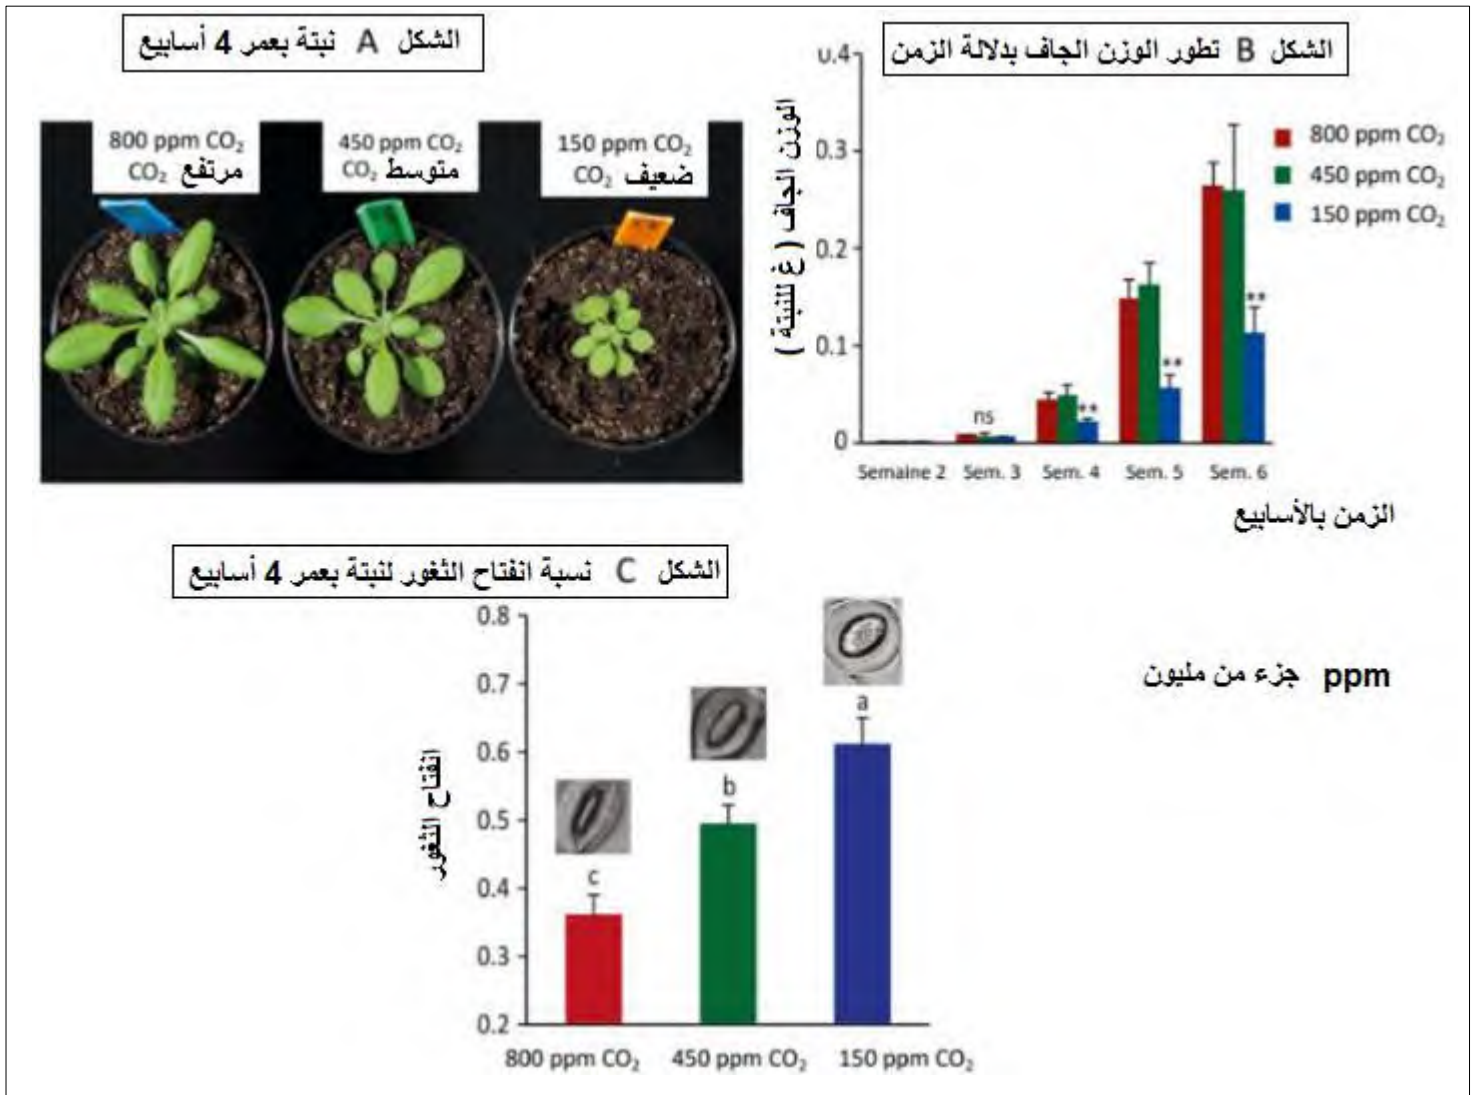 الشكل A نبتة بعمر 4 أسابيع
800 ppm CO₂
مرتفع CO₂
450 ppm CO₂
متوسط CO₂
150 ppm CO₂
ضعيف CO₂
الشكل B تطور الوزن الجاف بدلالة الزمن
الوزن الجاف ( غ للنبتة )
0.4
0.3
0.2
0.1
0
ns
**
**
**
800 ppm CO₂
450 ppm CO₂
150 ppm CO₂
Semaine 2 Sem. 3 Sem. 4 Sem. 5 Sem. 6
الزمن بالأسابيع
الشكل C نسبة انفتاح الثغور لنبتة بعمر 4 أسابيع
انفتاح الثغور
0.8
0.7
0.6
0.5
0.4
0.3
0.2
c
b
a
800 ppm CO₂ 450 ppm CO₂ 150 ppm CO₂
ppm جزء من مليون